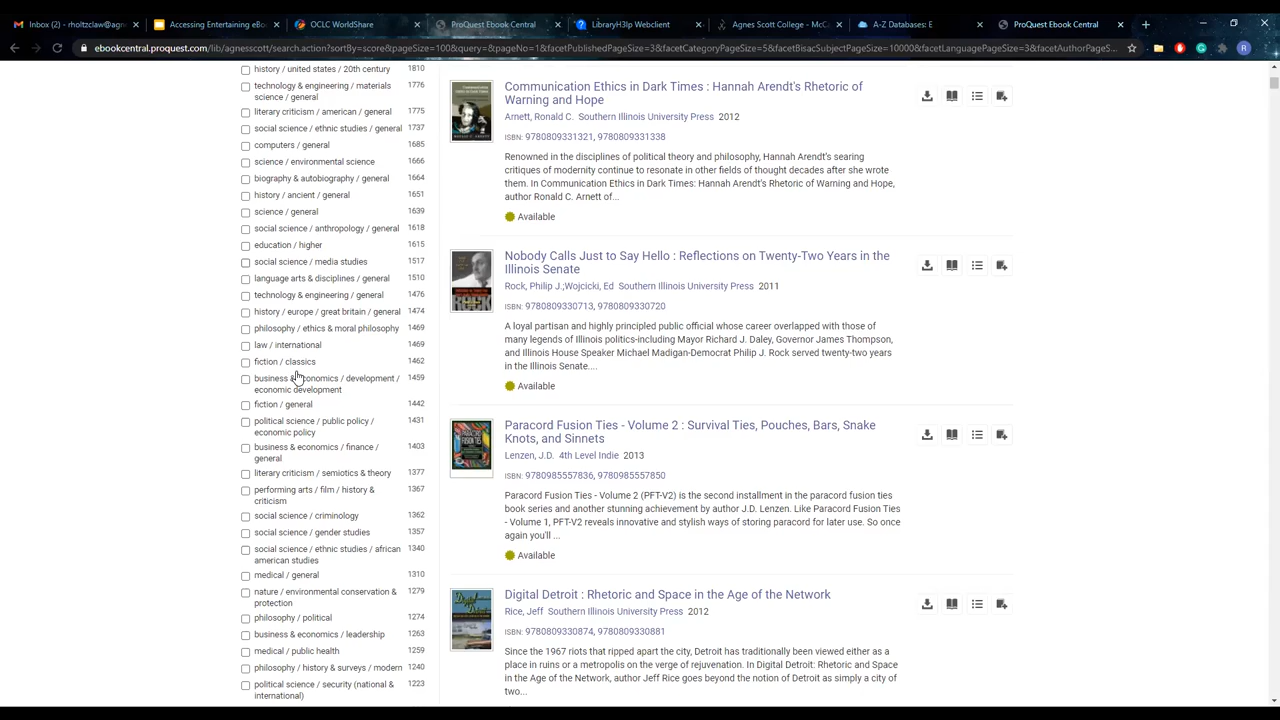 Inbox (2) - rholtzclaw@agne
Accessing Entertaining eBo
OCLC WorldShare
ProQuest Ebook Central
LibraryH3lp Webclient
Agnes Scott College - McC
A-Z Databases: E
ProQuest Ebook Central
ebookcentral.proquest.com/lib/agnesscott/search.action?sortBy=score&pageSize=100&query=&pageNo=1&facetPublishedPageSize=3&facetCategoryPageSize=5&facetBisacSubjectPageSize=10000&facetLanguagePageSize=3&facetAuthorPageS...
history / united states / 20th century 1810
technology & engineering / materials 1776
science / general
literary criticism / american / general 1775
social science / ethnic studies / general 1737
computers / general 1685
science / environmental science 1666
biography & autobiography / general 1664
history / ancient / general 1651
science / general 1639
social science / anthropology / general 1618
education / higher 1615
social science / media studies 1517
language arts & disciplines / general 1510
technology & engineering / general 1476
history / europe / great britain / general 1474
philosophy / ethics & moral philosophy 1469
law / international 1469
fiction / classics 1462
business & economics / development / 1459
economic development
fiction / general 1442
political science / public policy / 1431
economic policy
business & economics / finance / 1403
general
literary criticism / semiotics & theory 1377
performing arts / film / history & 1367
criticism
social science / criminology 1362
social science / gender studies 1357
social science / ethnic studies / african 1340
american studies
medical / general 1310
nature / environmental conservation & 1279
protection
philosophy / political 1274
business & economics / leadership 1263
medical / public health 1259
philosophy / history & surveys / modern 1240
political science / security (national & 1223
international)
Communication Ethics in Dark Times : Hannah Arendt's Rhetoric of
Warning and Hope
Arnett, Ronald C. Southern Illinois University Press 2012
ISBN: 9780809331321, 9780809331338
Renowned in the disciplines of political theory and philosophy, Hannah Arendt's searing
critiques of modernity continue to resonate in other fields of thought decades after she wrote
them. In Communication Ethics in Dark Times: Hannah Arendt's Rhetoric of Warning and Hope,
author Ronald C. Arnett of...
Available
Nobody Calls Just to Say Hello : Reflections on Twenty-Two Years in the
Illinois Senate
Rock, Philip J.;Wojcicki, Ed Southern Illinois University Press 2011
ISBN: 9780809330713, 9780809330720
A loyal partisan and highly principled public official whose career overlapped with those of
many legends of Illinois politics-including Mayor Richard J. Daley, Governor James Thompson,
and Illinois House Speaker Michael Madigan-Democrat Philip J. Rock served twenty-two years
in the Illinois Senate....
Available
Paracord Fusion Ties - Volume 2 : Survival Ties, Pouches, Bars, Snake
Knots, and Sinnets
Lenzen, J.D. 4th Level Indie 2013
ISBN: 9780985557836, 9780985557850
Paracord Fusion Ties - Volume 2 (PFT-V2) is the second installment in the paracord fusion ties
book series and another stunning achievement by author J.D. Lenzen. Like Paracord Fusion Ties
- Volume 1, PFT-V2 reveals innovative and stylish ways of storing paracord for later use. So once
again you'll ...
Available
Digital Detroit : Rhetoric and Space in the Age of the Network
Rice, Jeff Southern Illinois University Press 2012
ISBN: 9780809330874, 9780809330881
Since the 1967 riots that ripped apart the city, Detroit has traditionally been viewed either as a
place in ruins or a metropolis on the verge of rejuvenation. In Digital Detroit: Rhetoric and Space
in the Age of the Network, author Jeff Rice goes beyond the notion of Detroit as simply a city of
two...